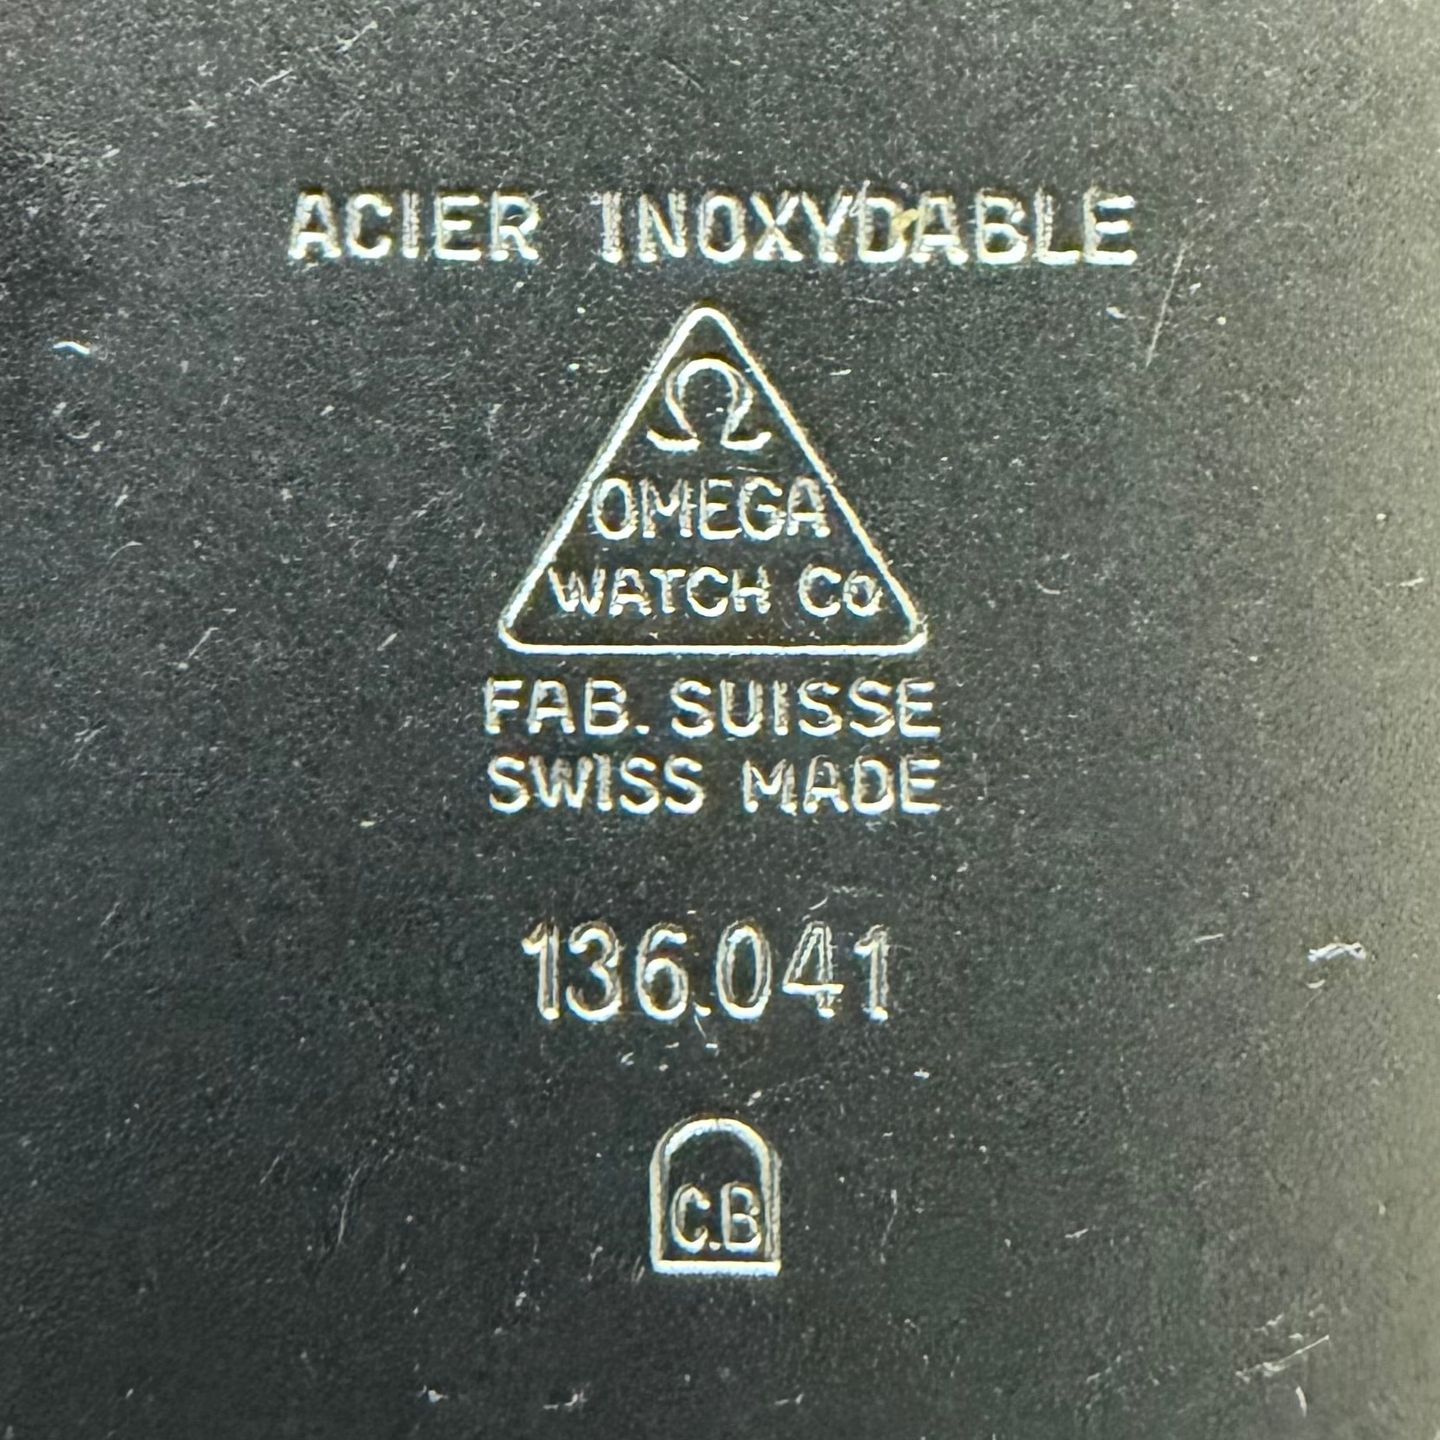 ACIER INOXYDABLE
Ω
OMEGA
WATCH Co
FAB. SUISSE
SWISS MADE
136.041
C.B